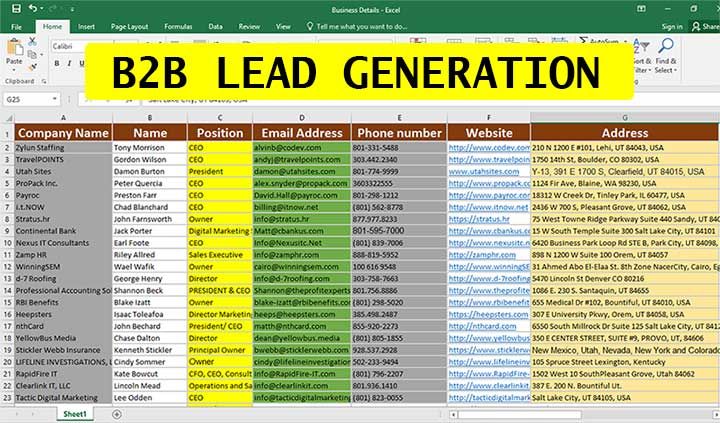 Business Details - Excel
File Home Insert Page Layout Formulas Data Review View Tell me what you want to do... Sign in Share
Calibri
B2B LEAD GENERATION
Paste
Clipboard
Find &
Select
G25
A B C D E F G
1 Company Name Name Position Email Address Phone number Website Address
2 Zylun Staffing Tony Morrison CEO alvinb@codev.com 801-331-5488 http://www.codev.com 210 N 1200 E #101, Lehi, UT 84043, USA
3 TravelPOINTS Gordon Wilson CEO andyj@travelpoints.com 303.442.2340 http://www.travelpoin 1750 14th St, Boulder, CO 80302, USA
4 Utah Sites Damon Burton President damon@utahsites.com 801-774-9999 www.utahsites.com Y-13, 391 E 1700 S, Clearfield, UT 84015, USA
5 ProPack Inc. Peter Quercia CEO alex.snyder@propack.com 3603322555 http://www.propack.c 1124 Fir Ave, Blaine, WA 98230, USA
6 Payroc Preston Farr CEO David.Hall@payroc.com 801-298-1212 http://www.payroc.co 18312 W Creek Dr, Tinley Park, IL 60477, USA
7 i.t.NOW Chad Blanchard CEO billing@itnow.net (801) 562-8778 http://www.itnow.net 2436 W 700 S, Pleasant Grove, UT 84062, USA
8 Stratus.hr John Farnsworth Owner info@stratus.hr 877.977.8233 https://stratus.hr 75 West Towne Ridge Parkway Suite 440 Sandy, UT 840
9 Continental Bank Jack Porter Digital Marketing Matt@cbankus.com 801-595-7000 http://www.cbankus.c 15 W South Temple Suite 300 Salt Lake City, UT 84101
10 Nexus IT Consultants Earl Foote CEO Info@Nexusitc.Net (801) 839-7006 http://www.nexusitc. 6420 Business Park Loop Rd STE B, Park City, UT 84098,
11 Zamp HR Riley Allred Sales Executive info@zamphr.com 888-819-5952 http://zamphr.com 898 N 1200 W Suite 100 Orem, 84057
12 WinningSEM Wael Wafik Owner cairo@winningsem.com 100 616 9548 http://www.winningSE 31 Ahmed Abo El-Elaa St. 8th Zone NacerCity, Cairo, Eg
13 d-7 Roofing George Henry Director info@d-7roofing.com 303-758-7663 http://www.d-7roofing 5470 Lincoln St Denver CO 80216
14 Professional Accounting Sol Shannon Beck PRESIDENT & CEO Shannon@theprofitexperts 801.756.8886 http://www.theprofite 1086 E. 230 S. Santaquin, UT 84655
15 RBI Benefits Blake Izatt Owner blake-izatt@rbibenefits.con (801) 298-5020 http://www.rbibenefits 655 Medical Dr #102, Bountiful, UT 84010, USA
16 Heepsters Isaac Toleafoa Director Marketing heeps@heepsters.com 385.498.2487 https://heepsters.com 307 E University Pkwy, Orem, UT 84058, USA
17 nthCard John Bechard President/ CEO matth@nthcard.com 855-920-2273 http://nthcard.com 6550 South Millrock Dr Suite 125 Salt Lake City, UT 8412
18 YellowBus Media Chase Dalton Director dean@yellowbus.media (801) 805-1855 http://www.yellowbus 350 E CENTER STREET, SUITE #9, PROVO, UT, 84606
19 Stickler Webb Insurance Kenneth Stickler Principal Owner bwebb@sticklerwebb.com 928.537.2928 http://www.sticklerwe New Mexico, Utah, Nevada, New York and Colorado
20 LIFELINE INVESTIGATIONS, Cindy Sommer Owner cindy@lifelineinvestigation 502-233-9494 http://www.lifelineinv 105 Spruce Street Lexington, Kentucky
21 RapidFire IT Kate Bowcut CFO, CEO, Consult info@RapidFire-IT.com (801) 796-2207 http://www.rapidfire-i 1502 West 10 SouthPleasant Grove, Utah 84062
22 Clearlink IT, LLC Lincoln Mead Operations and Sa info@clearlinkit.com 801.936.1410 http://clearlinkit.com 387 E. 200 N. Bountiful Ut.
23 Tactic Digital Marketing Lee Odden CEO info@tacticdigitalmarketing (801) 823-0055 http://tacticdigitalmar Salt Lake City, UT 84105, USA
Sheet1